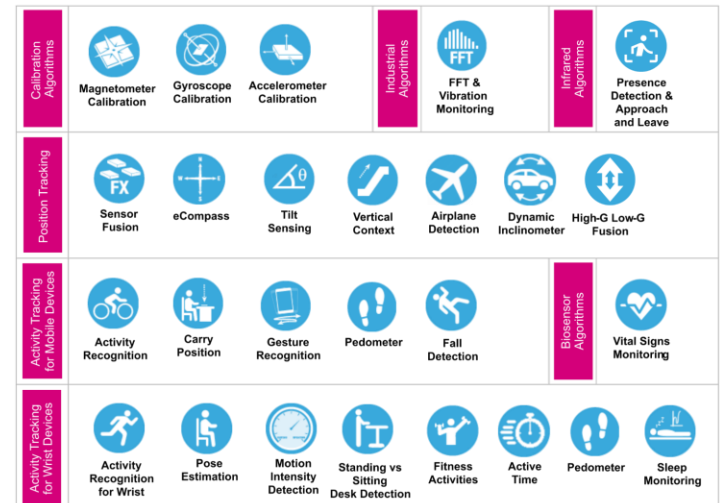 Calibration
Algorithms
Magnetometer
Calibration
Gyroscope
Calibration
Accelerometer
Calibration
Industrial
Algorithms
FFT
FFT &
Vibration
Monitoring
Infrared
Algorithms
Presence
Detection &
Approach
and Leave
Position Tracking
FX
Sensor
Fusion
N
W
E
S
eCompass
θ
Tilt
Sensing
Vertical
Context
Airplane
Detection
Dynamic
Inclinometer
High-G Low-G
Fusion
Activity Tracking
for Mobile Devices
Activity
Recognition
Carry
Position
Gesture
Recognition
Pedometer
Fall
Detection
Biosensor
Algorithms
Vital Signs
Monitoring
Activity Tracking
for Wrist Devices
Activity
Recognition
for Wrist
Pose
Estimation
Motion
Intensity
Detection
Standing vs
Sitting
Desk Detection
Fitness
Activities
Active
Time
Pedometer
Sleep
Monitoring